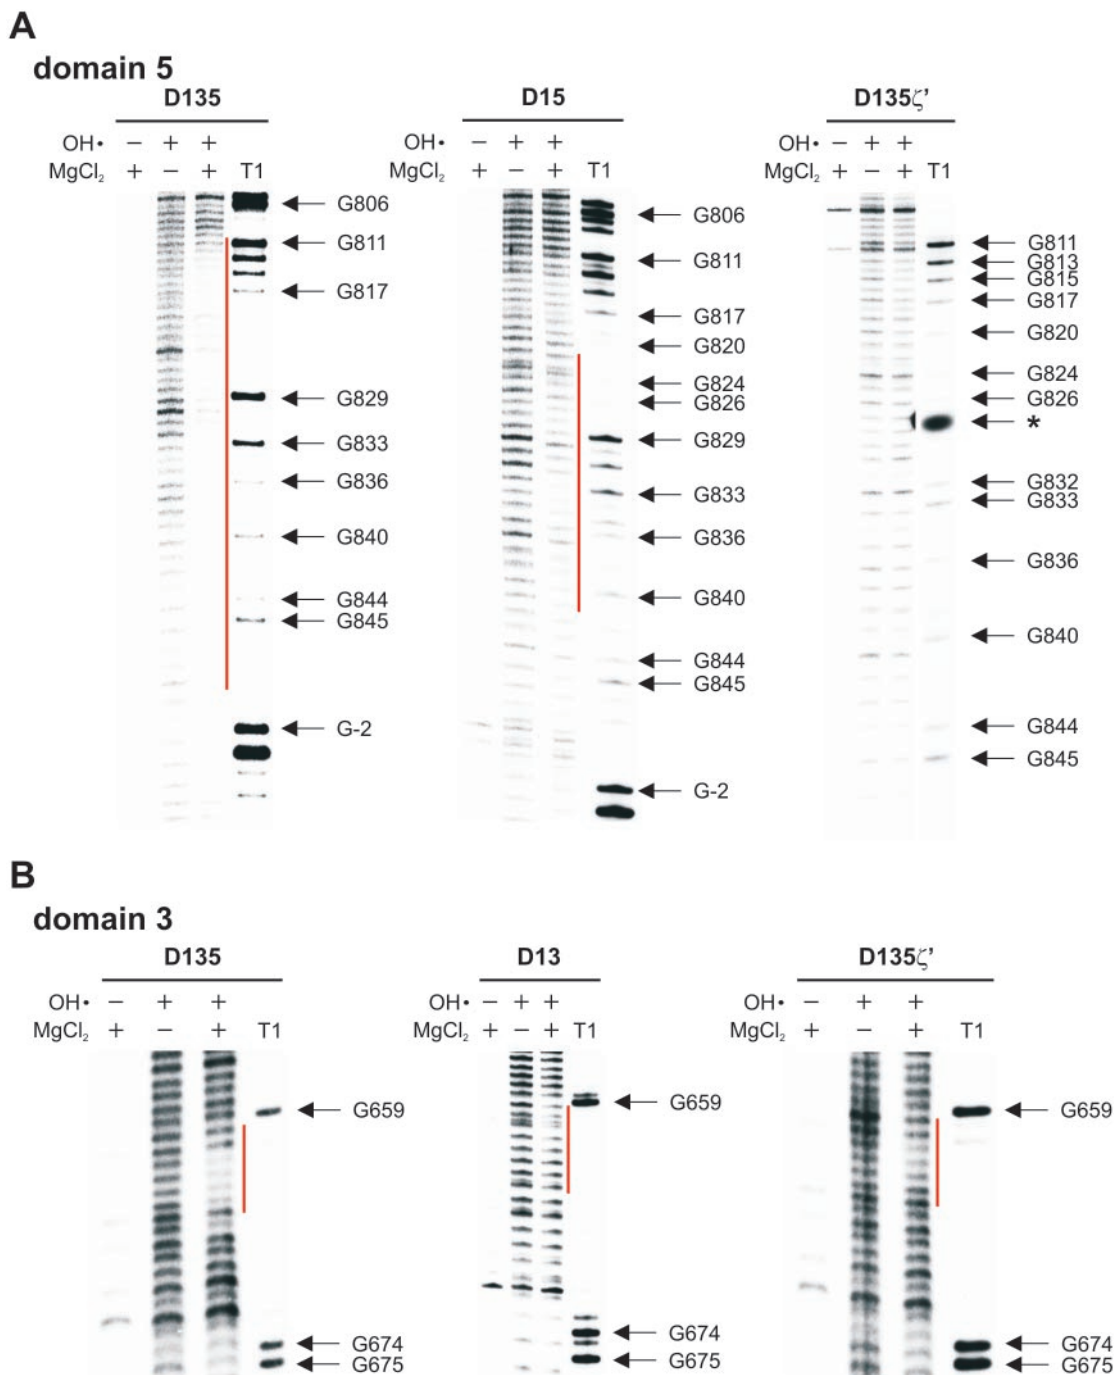 A
domain 5
D135
OH• − + +
MgCl₂ + − + T1
G806
G811
G817
G829
G833
G836
G840
G844
G845
G-2
D15
OH• − + +
MgCl₂ + − + T1
G806
G811
G817
G820
G824
G826
G829
G833
G836
G840
G844
G845
G-2
D135ζ'
OH• − + +
MgCl₂ + − + T1
G811
G813
G815
G817
G820
G824
G826
*
G832
G833
G836
G840
G844
G845
B
domain 3
D135
OH• − + +
MgCl₂ + − + T1
G659
G674
G675
D13
OH• − + +
MgCl₂ + − + T1
G659
G674
G675
D135ζ'
OH• − + +
MgCl₂ + − + T1
G659
G674
G675